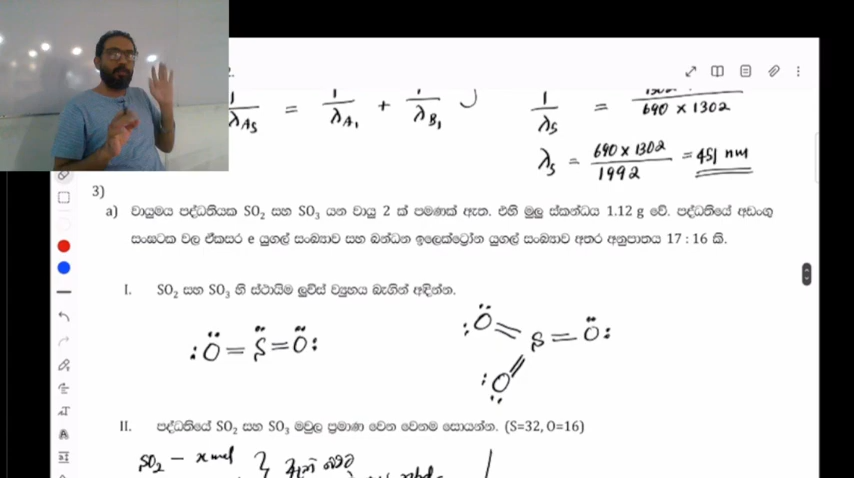 1/λA5 = 1/λA1 + 1/λB1
1/λ5 = / 690 × 1302
λ5 = 690 × 1302 / 1992 = 451 nm
3)
a) වායුමය පද්ධතියක SO₂ සහ SO₃ යන වායු 2 ක් පමණක් ඇත. එහි මුලු ස්කන්ධය 1.12 g වේ. පද්ධතියේ අඩංගු
සංඝටක වල ඒකසර e යුගල් සංඛ්‍යාව සහ බන්ධන ඉලෙක්ට්‍රෝන යුගල් සංඛ්‍යාව අතර අනුපාතය 17 : 16 කි.
I. SO₂ සහ SO₃ හි ස්ථායිම ලුවිස් ව්‍යුහය බැගින් අඳින්න.
:Ö = S̈ = Ö:
:Ö = S = Ö:
:O
II. පද්ධතියේ SO₂ සහ SO₃ මවුල ප්‍රමාණ වෙන වෙනම සොයන්න. (S=32, O=16)
SO₂ – x mol